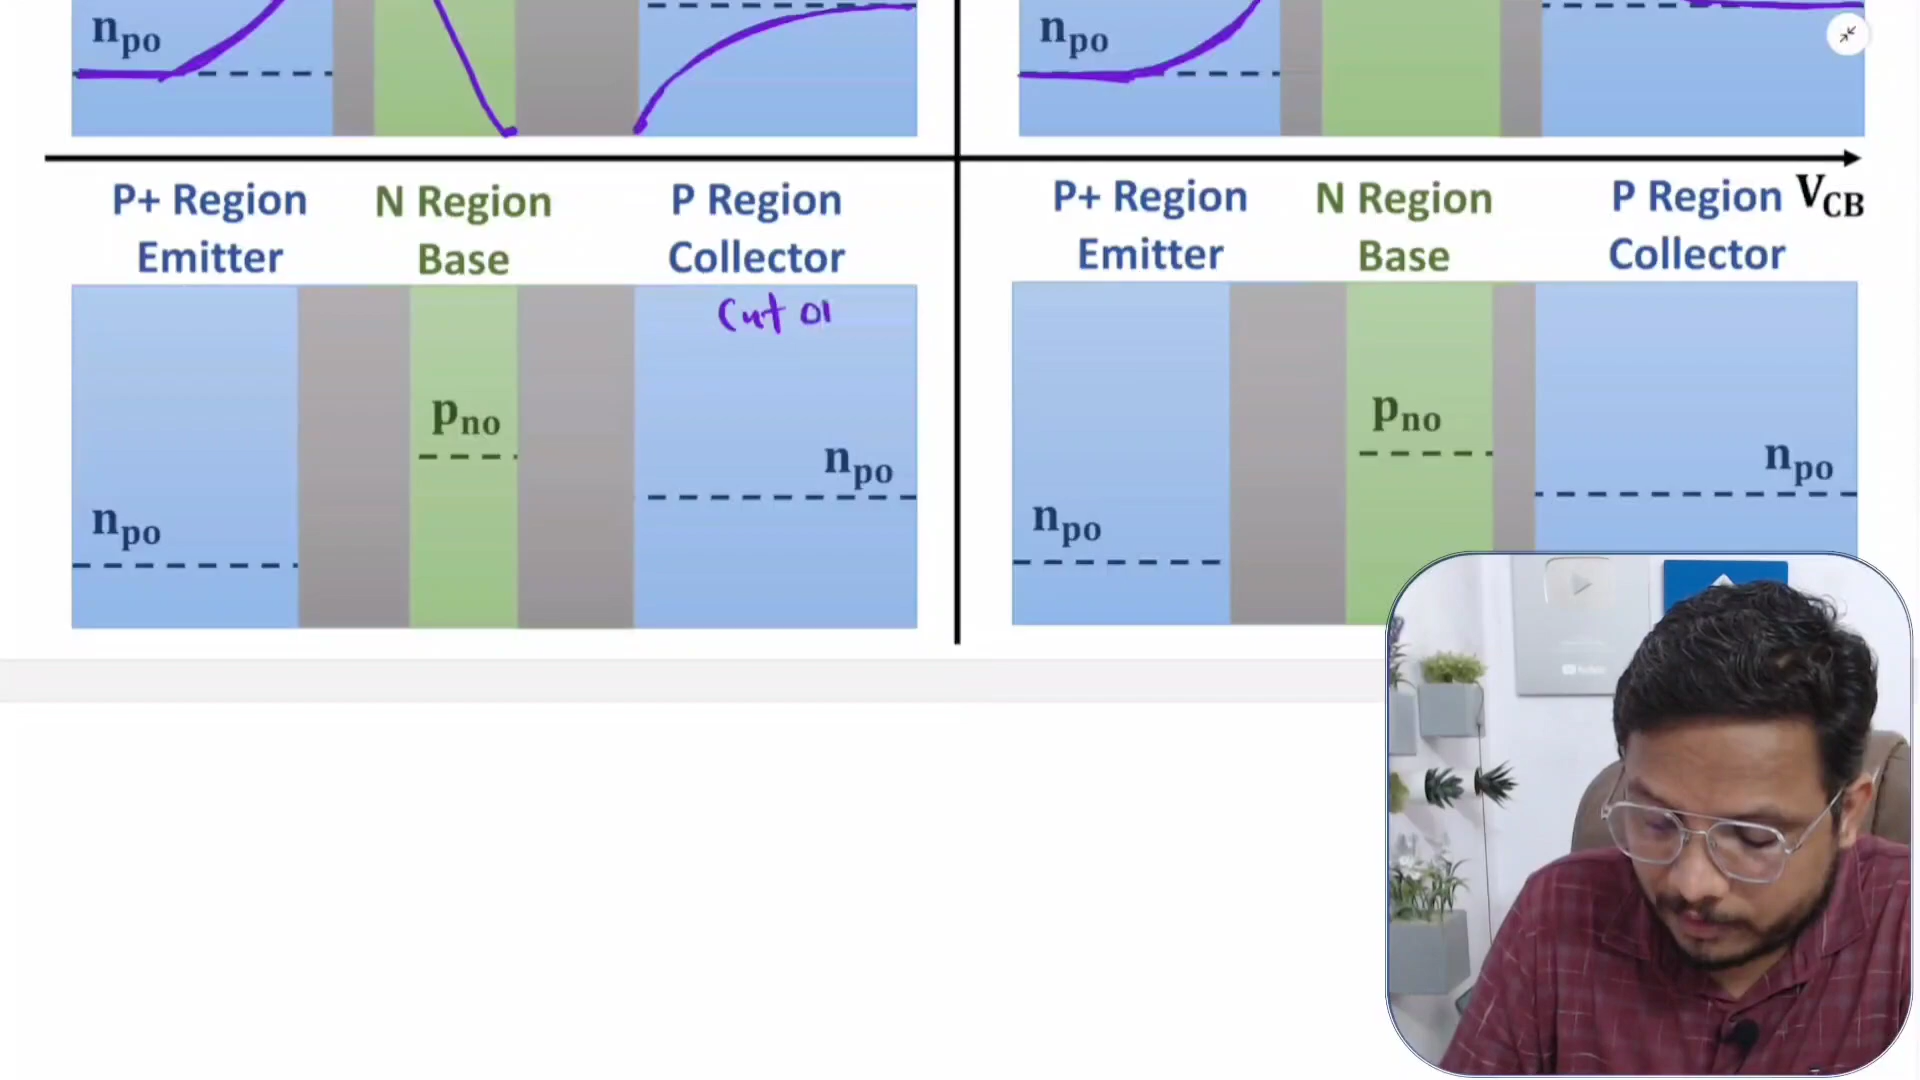 npo
npo
P+ Region
Emitter
N Region
Base
P Region
Collector
P+ Region
Emitter
N Region
Base
P Region
Collector
VCB
Cut
pno
npo
npo
pno
npo
npo